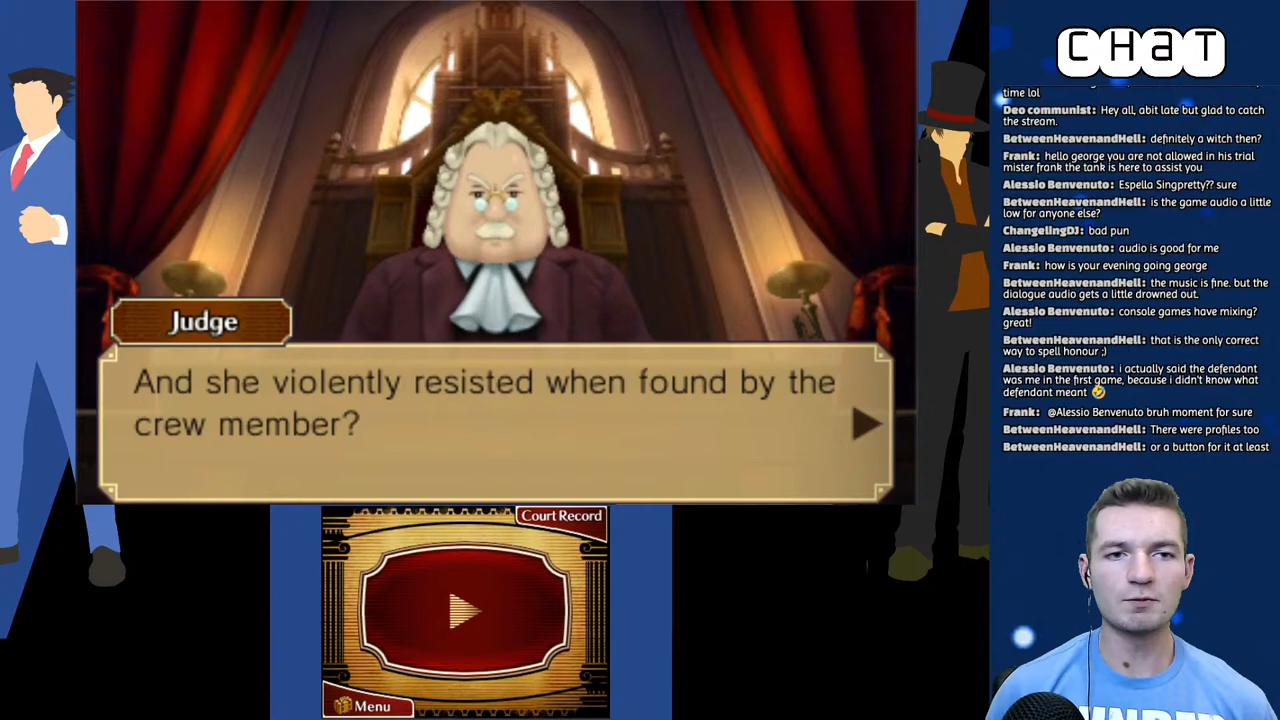 CHaT
time lol
Deo communist: Hey all, abit late but glad to catch
the stream.
BetweenHeavenandHell: definitely a witch then?
Frank: hello george you are not allowed in his trial
mister frank the tank is here to assist you
Alessio Benvenuto: Espella Singpretty?? sure
BetweenHeavenandHell: is the game audio a little
low for anyone else?
ChangelingDJ: bad pun
Alessio Benvenuto: audio is good for me
Frank: how is your evening going george
BetweenHeavenandHell: the music is fine. but the
dialogue audio gets a little drowned out.
Alessio Benvenuto: console games have mixing?
great!
BetweenHeavenandHell: that is the only correct
way to spell honour ;)
Alessio Benvenuto: i actually said the defendant
was me in the first game, because i didn't know what
defendant meant 🤣
Frank: @Alessio Benvenuto bruh moment for sure
BetweenHeavenandHell: There were profiles too
BetweenHeavenandHell: or a button for it at least
Judge
And she violently resisted when found by the
crew member?
Court Record
Menu